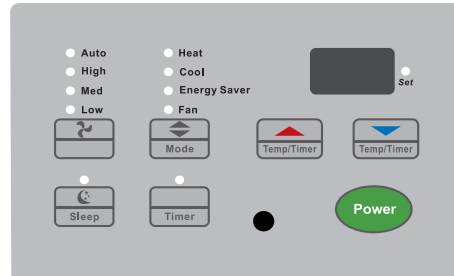 Auto
High
Med
Low
Heat
Cool
Energy Saver
Fan
Set
Mode
Temp/Timer
Temp/Timer
Sleep
Timer
Power